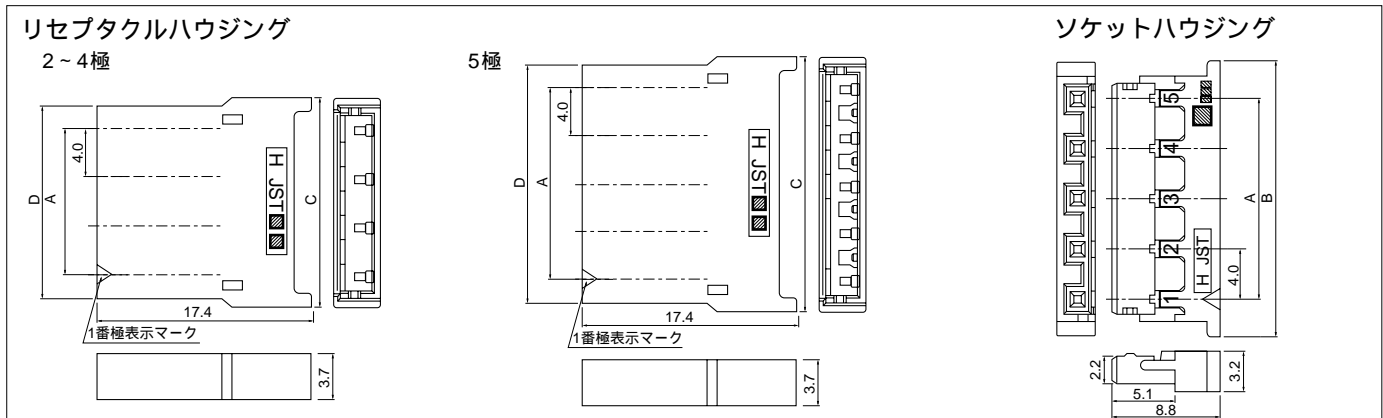 リセプタクルハウジング
2~4極
D
A
4.0
H JST
C
17.4
1番極表示マーク
3.7
5極
D
A
4.0
H JST
C
17.4
1番極表示マーク
3.7
ソケットハウジング
5
4
3
2
1
H JST
4.0
A
B
2.2
5.1
8.8
3.2